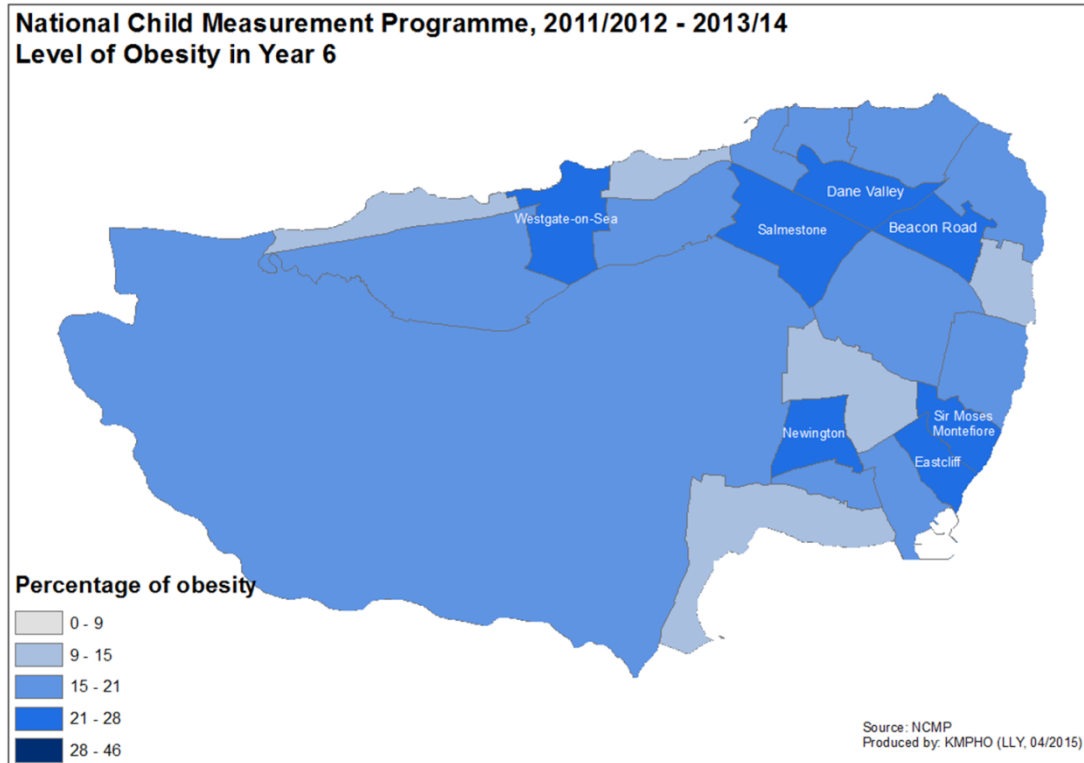 National Child Measurement Programme, 2011/2012 - 2013/14
Level of Obesity in Year 6
Dane Valley
Westgate-on-Sea
Salmestone
Beacon Road
Sir Moses
Montefiore
Newington
Eastcliff
Percentage of obesity
0 - 9
9 - 15
15 - 21
21 - 28
28 - 46
Source: NCMP
Produced by: KMPHO (LLY, 04/2015)